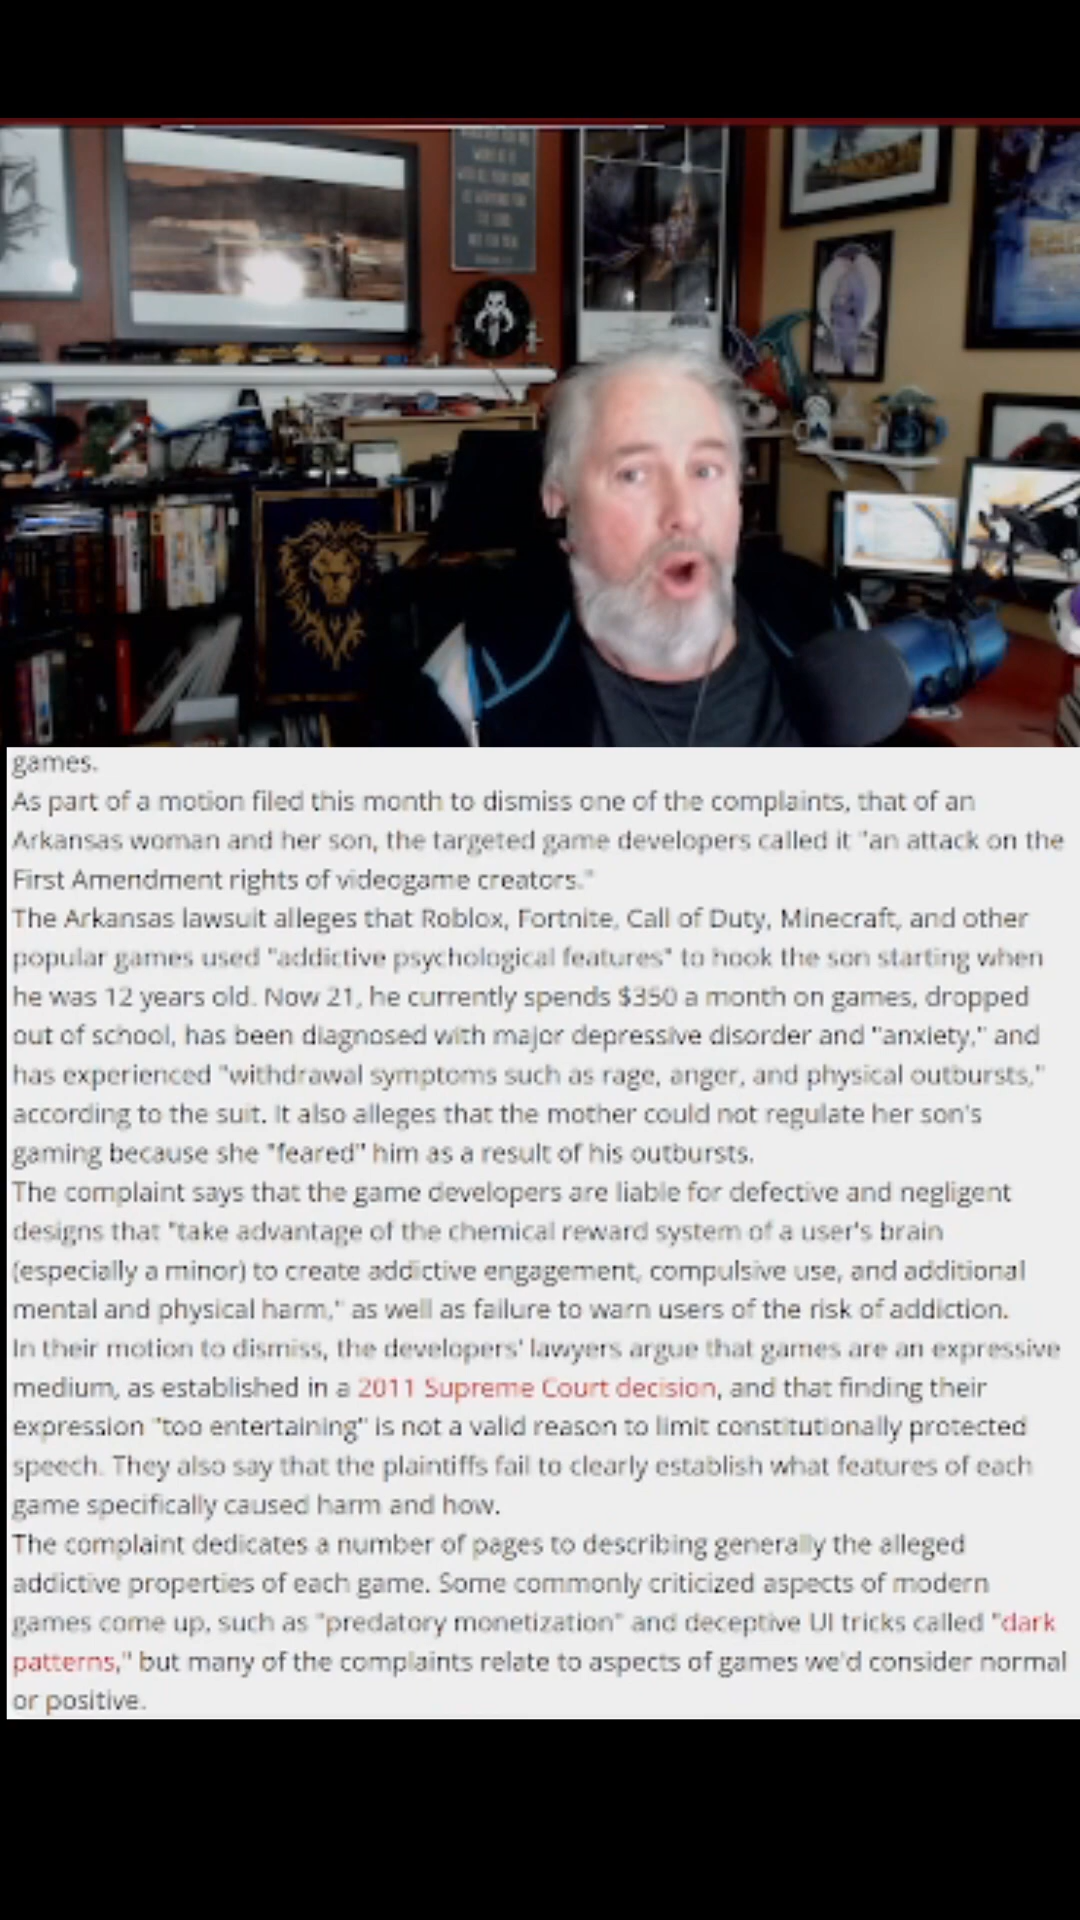 games.
As part of a motion filed this month to dismiss one of the complaints, that of an
Arkansas woman and her son, the targeted game developers called it "an attack on the
First Amendment rights of videogame creators."
The Arkansas lawsuit alleges that Roblox, Fortnite, Call of Duty, Minecraft, and other
popular games used "addictive psychological features" to hook the son starting when
he was 12 years old. Now 21, he currently spends $350 a month on games, dropped
out of school, has been diagnosed with major depressive disorder and "anxiety," and
has experienced "withdrawal symptoms such as rage, anger, and physical outbursts,"
according to the suit. It also alleges that the mother could not regulate her son's
gaming because she "feared" him as a result of his outbursts.
The complaint says that the game developers are liable for defective and negligent
designs that "take advantage of the chemical reward system of a user's brain
(especially a minor) to create addictive engagement, compulsive use, and additional
mental and physical harm," as well as failure to warn users of the risk of addiction.
In their motion to dismiss, the developers' lawyers argue that games are an expressive
medium, as established in a 2011 Supreme Court decision, and that finding their
expression "too entertaining" is not a valid reason to limit constitutionally protected
speech. They also say that the plaintiffs fail to clearly establish what features of each
game specifically caused harm and how.
The complaint dedicates a number of pages to describing generally the alleged
addictive properties of each game. Some commonly criticized aspects of modern
games come up, such as "predatory monetization" and deceptive UI tricks called "dark
patterns," but many of the complaints relate to aspects of games we'd consider normal
or positive.